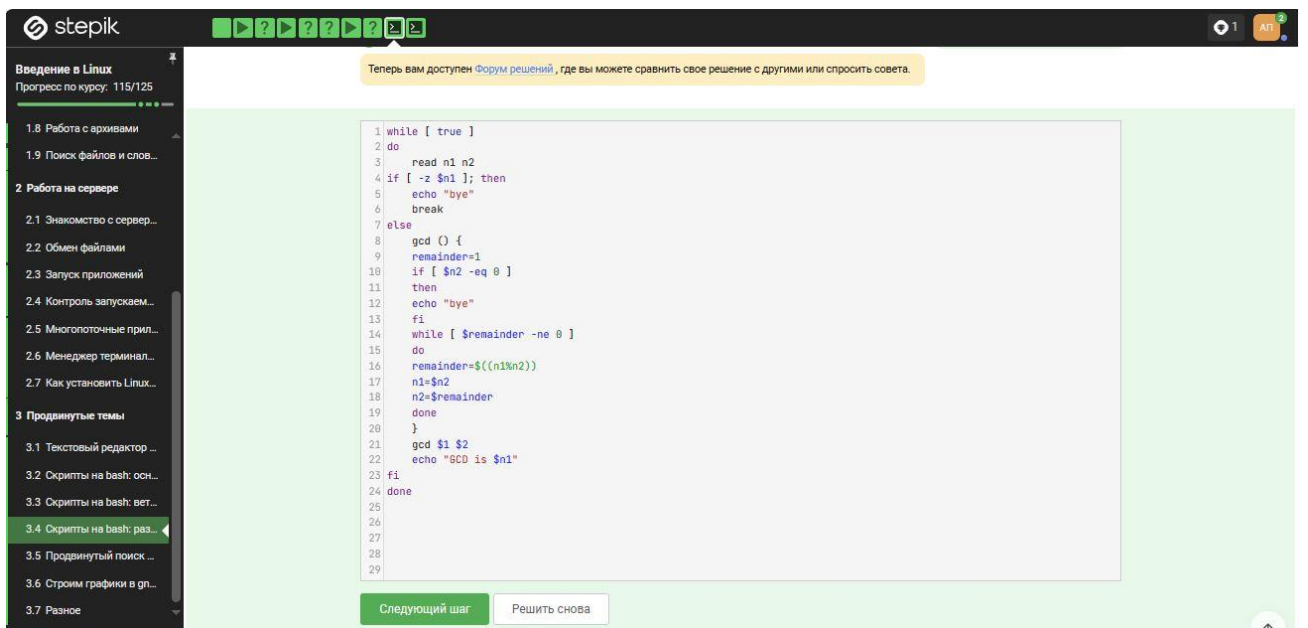 stepik
1
АП
2
Введение в Linux
Прогресс по курсу: 115/125
1.8 Работа с архивами
1.9 Поиск файлов и слов...
2 Работа на сервере
2.1 Знакомство с сервер...
2.2 Обмен файлами
2.3 Запуск приложений
2.4 Контроль запускаем...
2.5 Многопоточные прил...
2.6 Менеджер терминал...
2.7 Как установить Linux...
3 Продвинутые темы
3.1 Текстовый редактор ...
3.2 Скрипты на bash: осн...
3.3 Скрипты на bash: вет...
3.4 Скрипты на bash: раз...
3.5 Продвинутый поиск ...
3.6 Строим графики в gn...
3.7 Разное
Теперь вам доступен Форум решений, где вы можете сравнить свое решение с другими или спросить совета.
1 while [ true ]
2 do
3 read n1 n2
4 if [ -z $n1 ]; then
5 echo "bye"
6 break
7 else
8 gcd () {
9 remainder=1
10 if [ $n2 -eq 0 ]
11 then
12 echo "bye"
13 fi
14 while [ $remainder -ne 0 ]
15 do
16 remainder=$((n1%n2))
17 n1=$n2
18 n2=$remainder
19 done
20 }
21 gcd $1 $2
22 echo "GCD is $n1"
23 fi
24 done
25
26
27
28
29
Следующий шаг
Решить снова